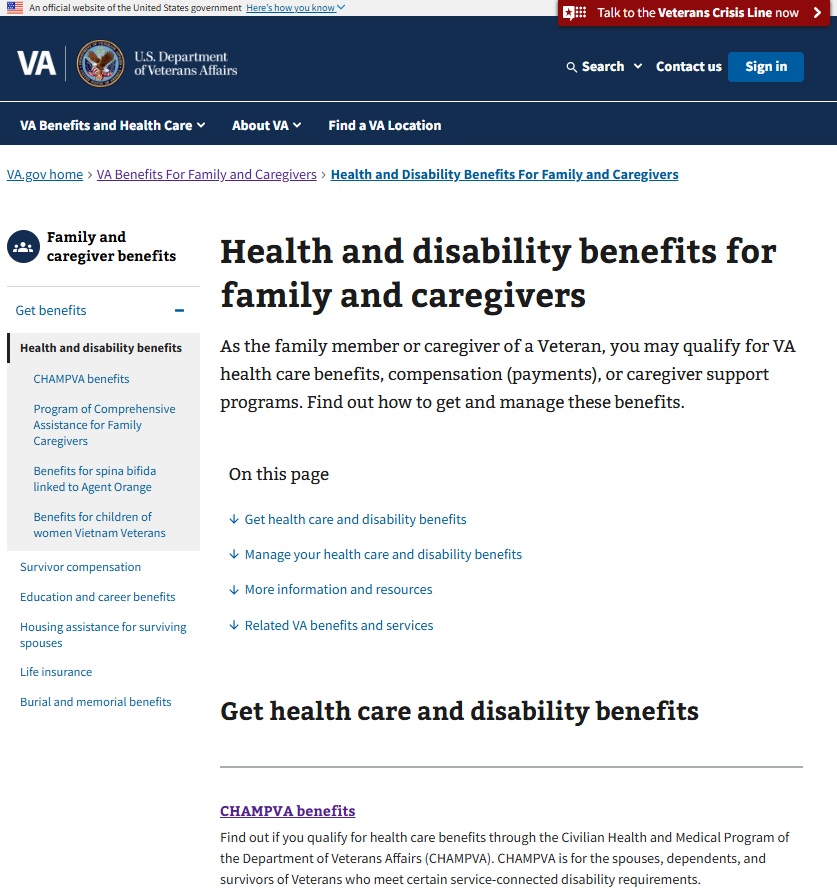 An official website of the United States government Here's how you know
Talk to the Veterans Crisis Line now
VA
U.S. Department
of Veterans Affairs
Search
Contact us
Sign in
VA Benefits and Health Care
About VA
Find a VA Location
VA.gov home › VA Benefits For Family and Caregivers › Health and Disability Benefits For Family and Caregivers
Family and
caregiver benefits
Get benefits
Health and disability benefits
CHAMPVA benefits
Program of Comprehensive
Assistance for Family
Caregivers
Benefits for spina bifida
linked to Agent Orange
Benefits for children of
women Vietnam Veterans
Survivor compensation
Education and career benefits
Housing assistance for surviving
spouses
Life insurance
Burial and memorial benefits
Health and disability benefits for
family and caregivers
As the family member or caregiver of a Veteran, you may qualify for VA
health care benefits, compensation (payments), or caregiver support
programs. Find out how to get and manage these benefits.
On this page
Get health care and disability benefits
Manage your health care and disability benefits
More information and resources
Related VA benefits and services
Get health care and disability benefits
CHAMPVA benefits
Find out if you qualify for health care benefits through the Civilian Health and Medical Program of
the Department of Veterans Affairs (CHAMPVA). CHAMPVA is for the spouses, dependents, and
survivors of Veterans who meet certain service-connected disability requirements.